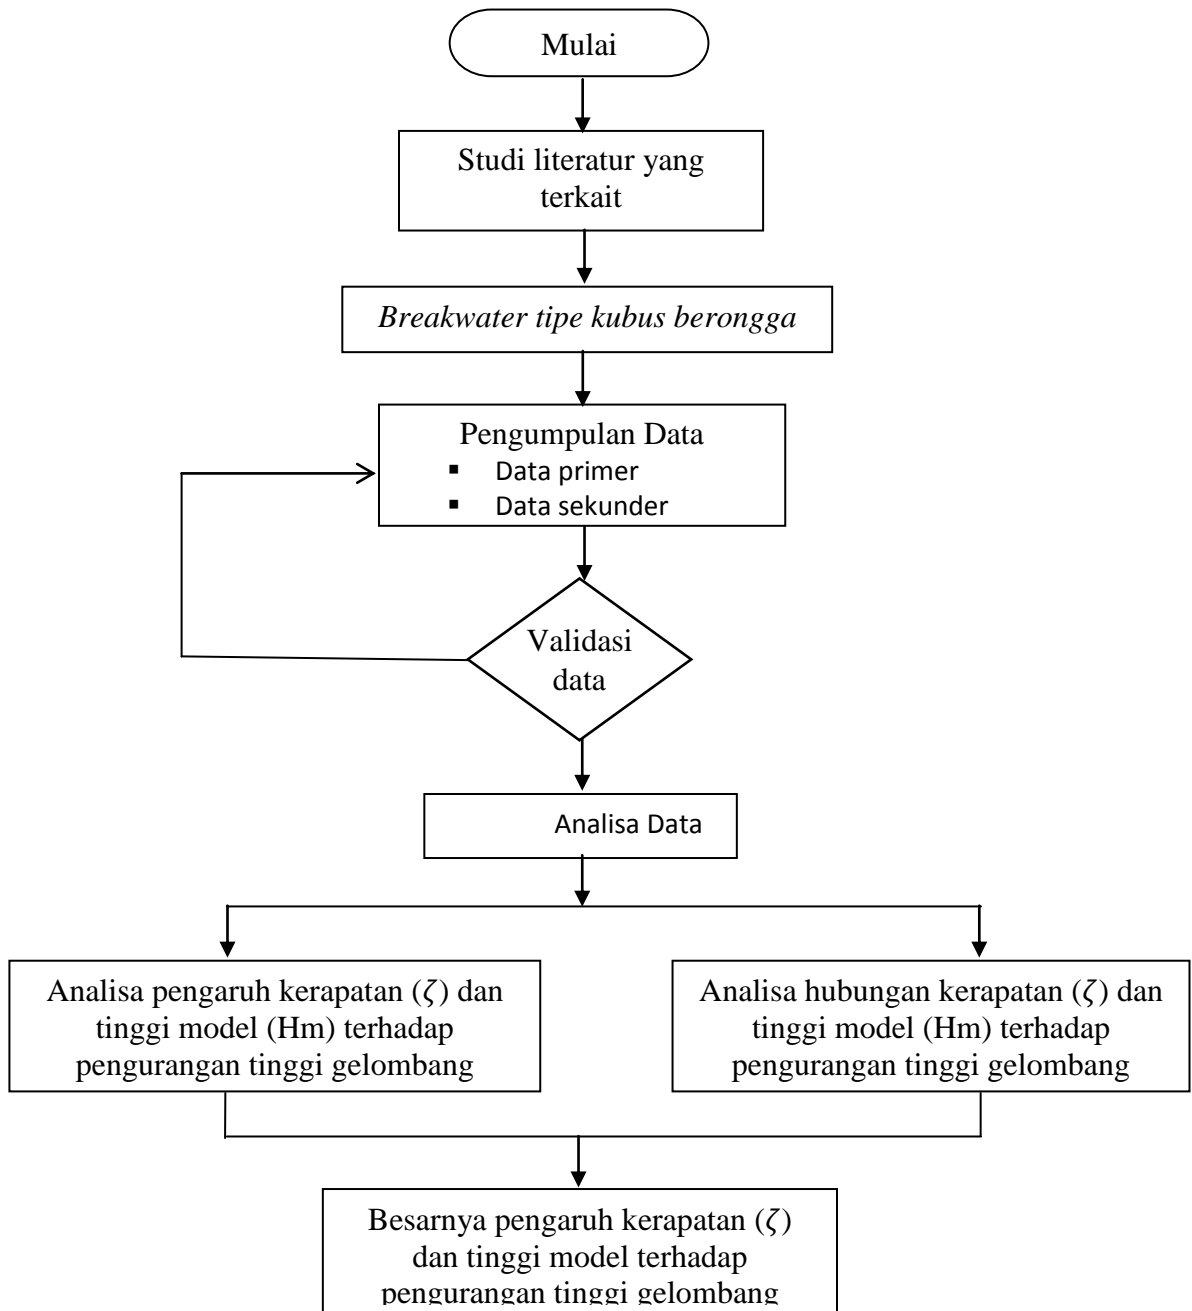 Mulai
Studi literatur yang
terkait
Breakwater tipe kubus berongga
Pengumpulan Data
▪ Data primer
▪ Data sekunder
Validasi
data
Analisa Data
Analisa pengaruh kerapatan (ζ) dan
tinggi model (Hm) terhadap
pengurangan tinggi gelombang
Analisa hubungan kerapatan (ζ) dan
tinggi model (Hm) terhadap
pengurangan tinggi gelombang
Besarnya pengaruh kerapatan (ζ)
dan tinggi model terhadap
pengurangan tinggi gelombang